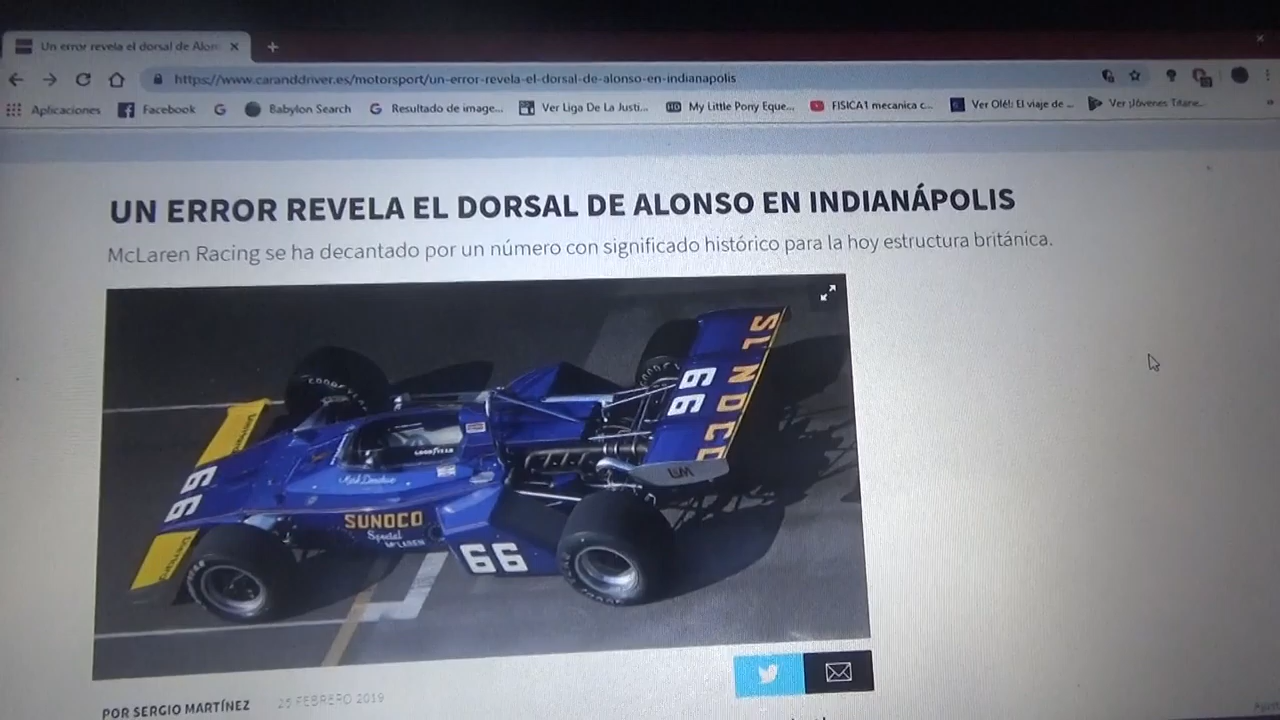 Un error revela el dorsal de Alon
https://www.caranddriver.es/motorsport/un-error-revela-el-dorsal-de-alonso-en-indianapolis
Aplicaciones
Facebook
Babylon Search
Resultado de image...
Ver Liga De La Justi...
My Little Pony Eque...
FISICA1 mecanica c...
Ver Olé!: El viaje de ...
Ver ¡Jóvenes Titane...
UN ERROR REVELA EL DORSAL DE ALONSO EN INDIANÁPOLIS
McLaren Racing se ha decantado por un número con significado histórico para la hoy estructura británica.
SUNOCO
66
GOODYEAR
66
GOODYEAR
Mark Donohue
SUNOCO
Special
McLAREN
66
POR SERGIO MARTÍNEZ
25 FEBRERO 2019